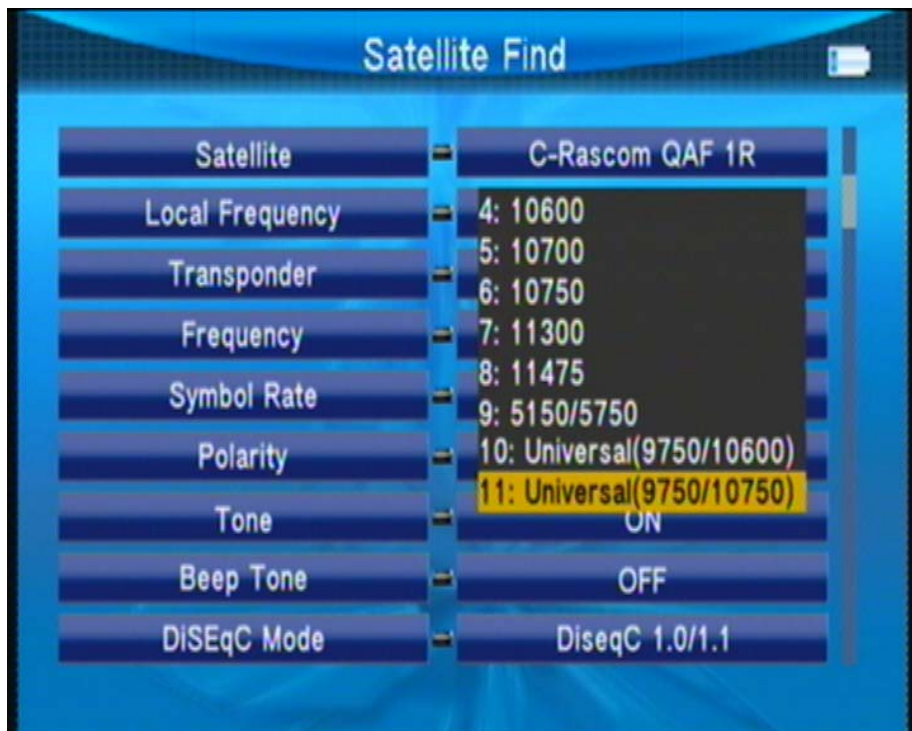 Satellite Find
Satellite
C-Rascom QAF 1R
Local Frequency
4: 10600
5: 10700
6: 10750
7: 11300
8: 11475
9: 5150/5750
10: Universal(9750/10600)
11: Universal(9750/10750)
Transponder
Frequency
Symbol Rate
Polarity
Tone
ON
Beep Tone
OFF
DiSEqC Mode
DiseqC 1.0/1.1